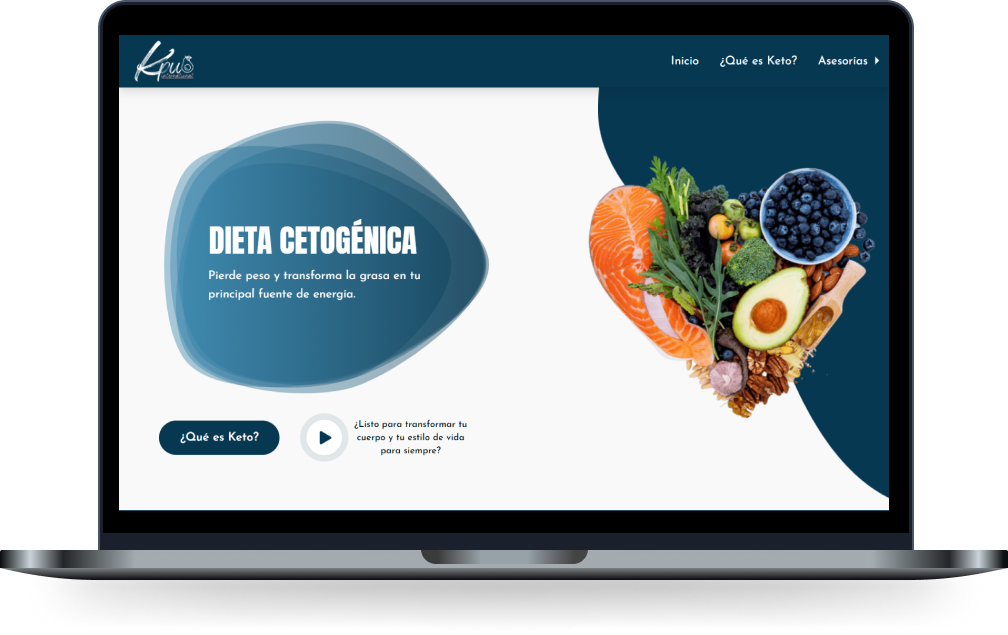 Kpu
Inicio
¿Qué es Keto?
Asesorías
DIETA CETOGÉNICA
Pierde peso y transforma la grasa en tu
principal fuente de energía.
¿Qué es Keto?
¿Listo para transformar tu
cuerpo y tu estilo de vida
para siempre?